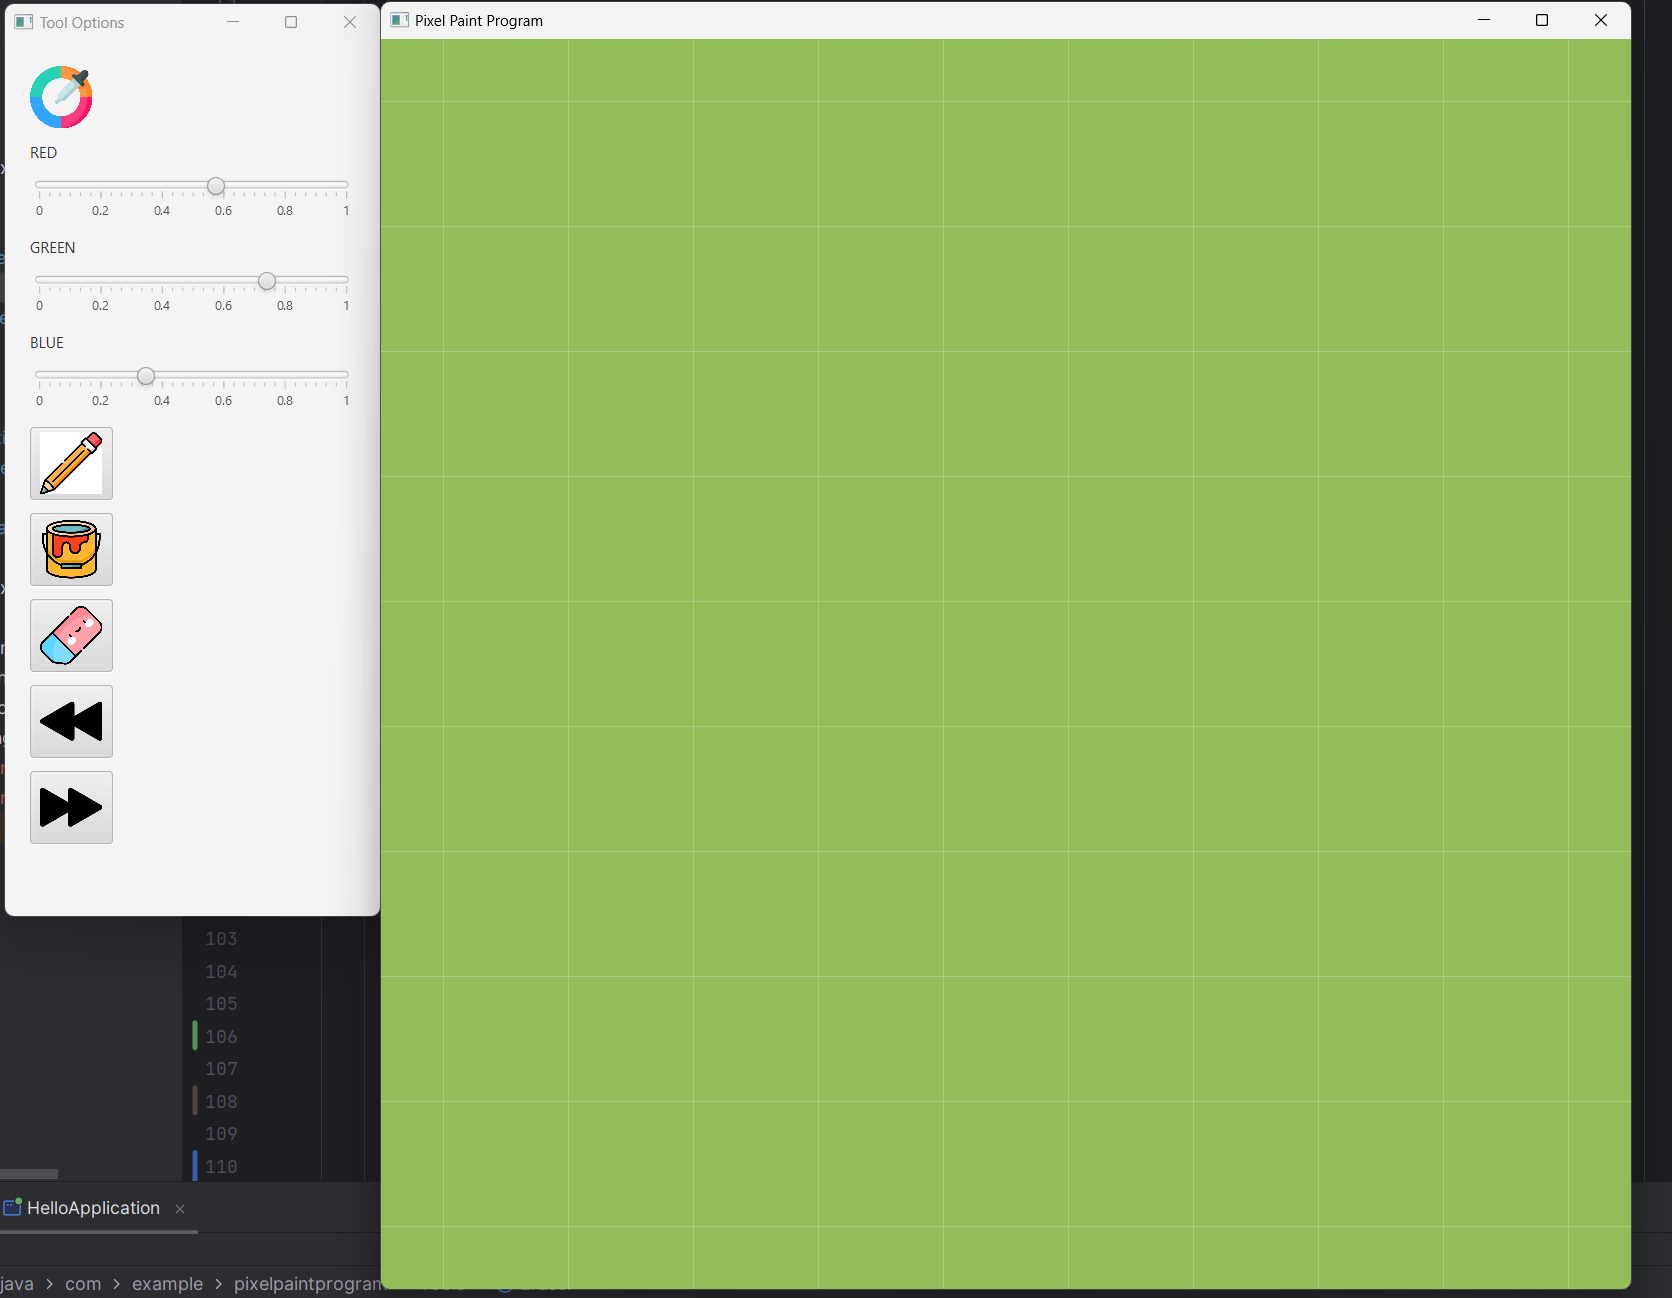 Tool Options
Pixel Paint Program
RED
0 0.2 0.4 0.6 0.8 1
GREEN
0 0.2 0.4 0.6 0.8 1
BLUE
0 0.2 0.4 0.6 0.8 1
103
104
105
106
107
108
109
110
HelloApplication
java > com > example > pixelpaintprogram